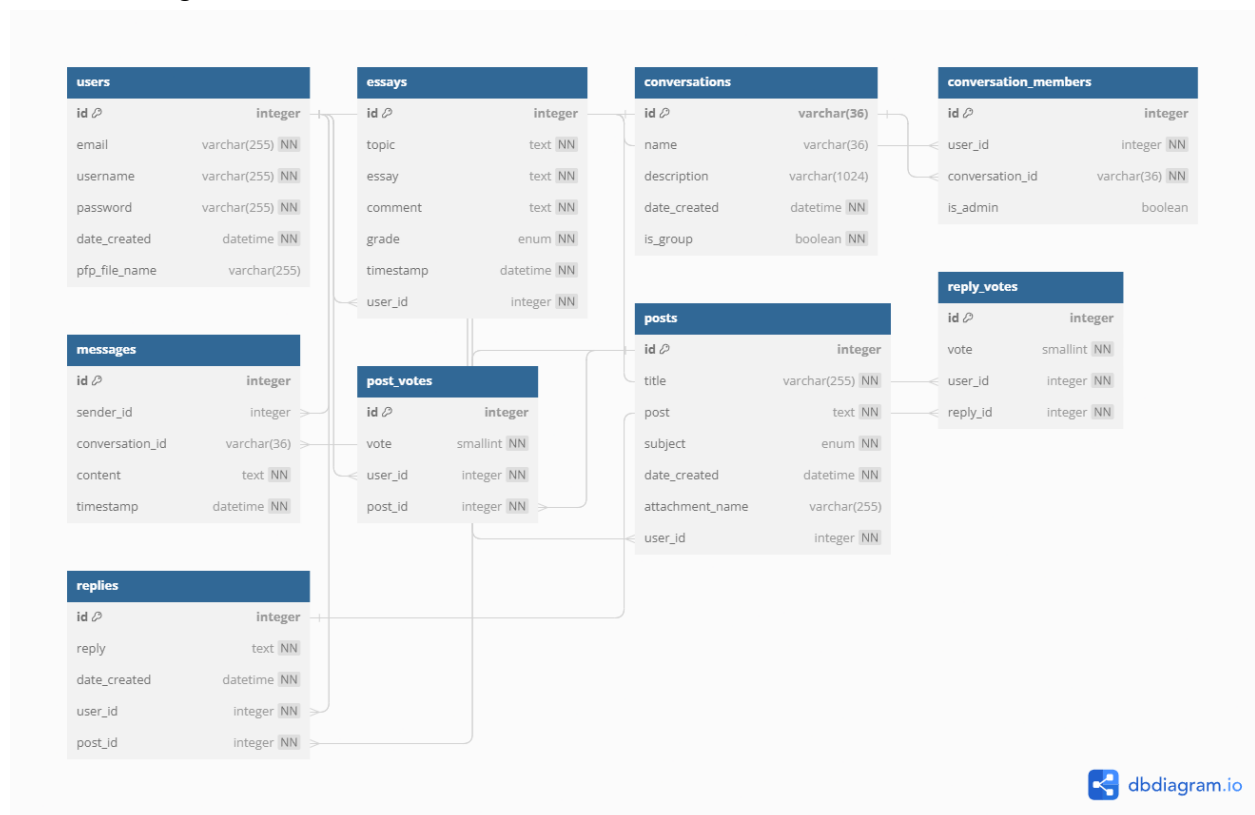 users
id integer
email varchar(255) NN
username varchar(255) NN
password varchar(255) NN
date_created datetime NN
pfp_file_name varchar(255)
essays
id integer
topic text NN
essay text NN
comment text NN
grade enum NN
timestamp datetime NN
user_id integer NN
conversations
id varchar(36)
name varchar(36)
description varchar(1024)
date_created datetime NN
is_group boolean NN
conversation_members
id integer
user_id integer NN
conversation_id varchar(36) NN
is_admin boolean
messages
id integer
sender_id integer
conversation_id varchar(36)
content text NN
timestamp datetime NN
post_votes
id integer
vote smallint NN
user_id integer NN
post_id integer NN
posts
id integer
title varchar(255) NN
post text NN
subject enum NN
date_created datetime NN
attachment_name varchar(255)
user_id integer NN
reply_votes
id integer
vote smallint NN
user_id integer NN
reply_id integer NN
replies
id integer
reply text NN
date_created datetime NN
user_id integer NN
post_id integer NN
dbdiagram.io